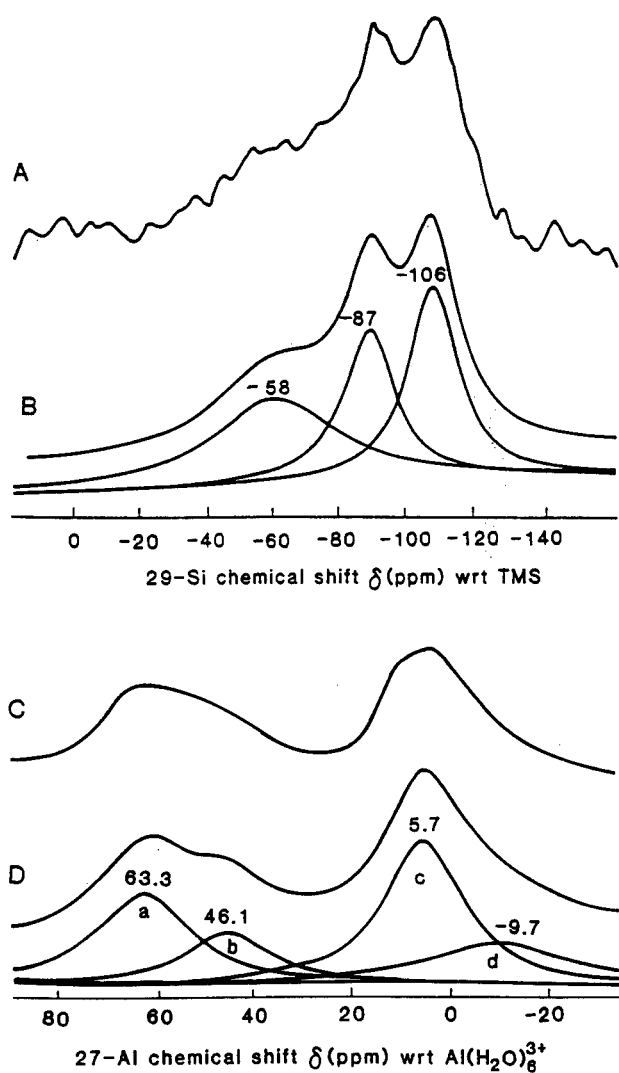 A
-106
-87
-58
B
0 -20 -40 -60 -80 -100 -120 -140
29-Si chemical shift δ(ppm) wrt TMS
C
5.7
D
63.3
c
a
46.1
-9.7
b
d
80 60 40 20 0 -20
27-Al chemical shift δ(ppm) wrt Al(H₂O)₆³⁺